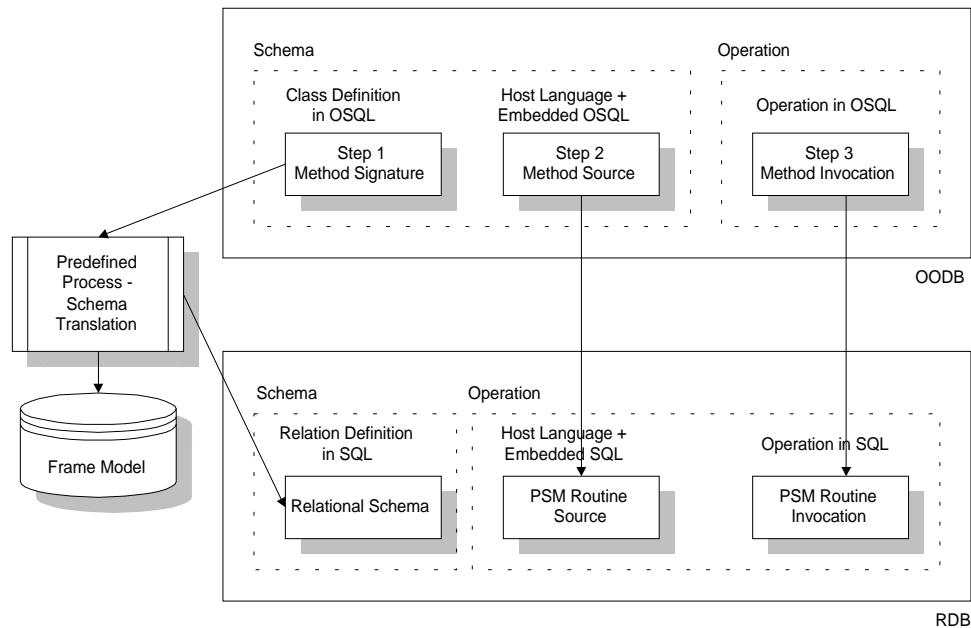 Schema
Operation
Class Definition
in OSQL
Host Language +
Embedded OSQL
Operation in OSQL
Step 1
Method Signature
Step 2
Method Source
Step 3
Method Invocation
OODB
Predefined
Process -
Schema
Translation
Frame Model
Schema
Operation
Relation Definition
in SQL
Host Language +
Embedded SQL
Operation in SQL
Relational Schema
PSM Routine
Source
PSM Routine
Invocation
RDB